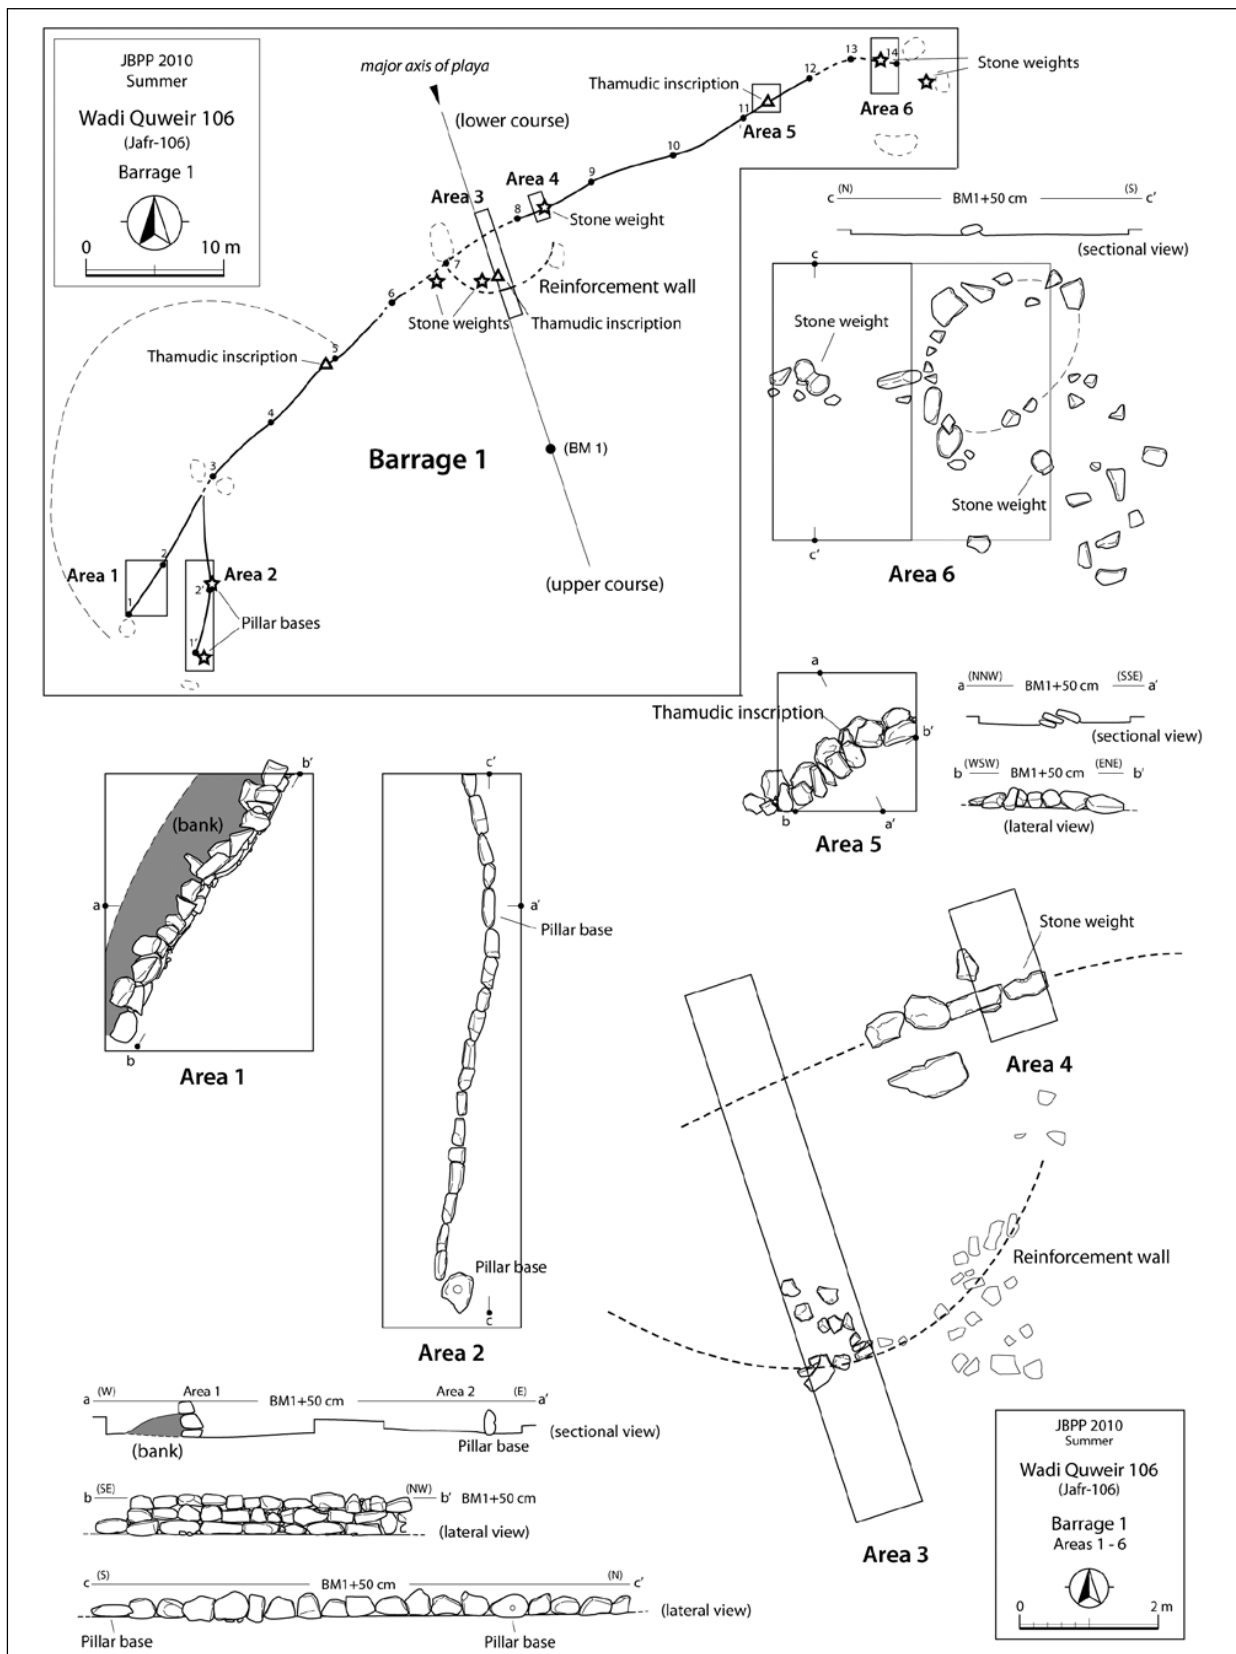 JBPP 2010
Summer
Wadi Quweir 106
(Jafr-106)
Barrage 1
0 10 m
major axis of playa
(lower course)
Thamudic inscription
Area 5
Stone weights
Area 6
Area 4
Area 3
Stone weight
Reinforcement wall
Stone weights
Thamudic inscription
Thamudic inscription
Barrage 1
(BM 1)
(upper course)
Area 1
Area 2
Pillar bases
1
2
3
4
5
6
7
8
9
10
11
12
13
14
1'
2'
c (N) BM1+50 cm (S) c'
(sectional view)
c
Stone weight
Stone weight
c'
Area 6
a
Thamudic inscription
b'
b
a'
Area 5
a (NNW) BM1+50 cm (SSE) a'
(sectional view)
b (WSW) BM1+50 cm (ENE) b'
(lateral view)
b'
(bank)
a
b
Area 1
c'
a'
Pillar base
Pillar base
c
Area 2
Stone weight
Area 4
Reinforcement wall
Area 3
a (W) Area 1 BM1+50 cm Area 2 (E) a'
(bank)
Pillar base
(sectional view)
b (SE) (NW) b' BM1+50 cm
(lateral view)
c (S) BM1+50 cm (N) c'
(lateral view)
Pillar base
Pillar base
JBPP 2010
Summer
Wadi Quweir 106
(Jafr-106)
Barrage 1
Areas 1 - 6
0 2 m